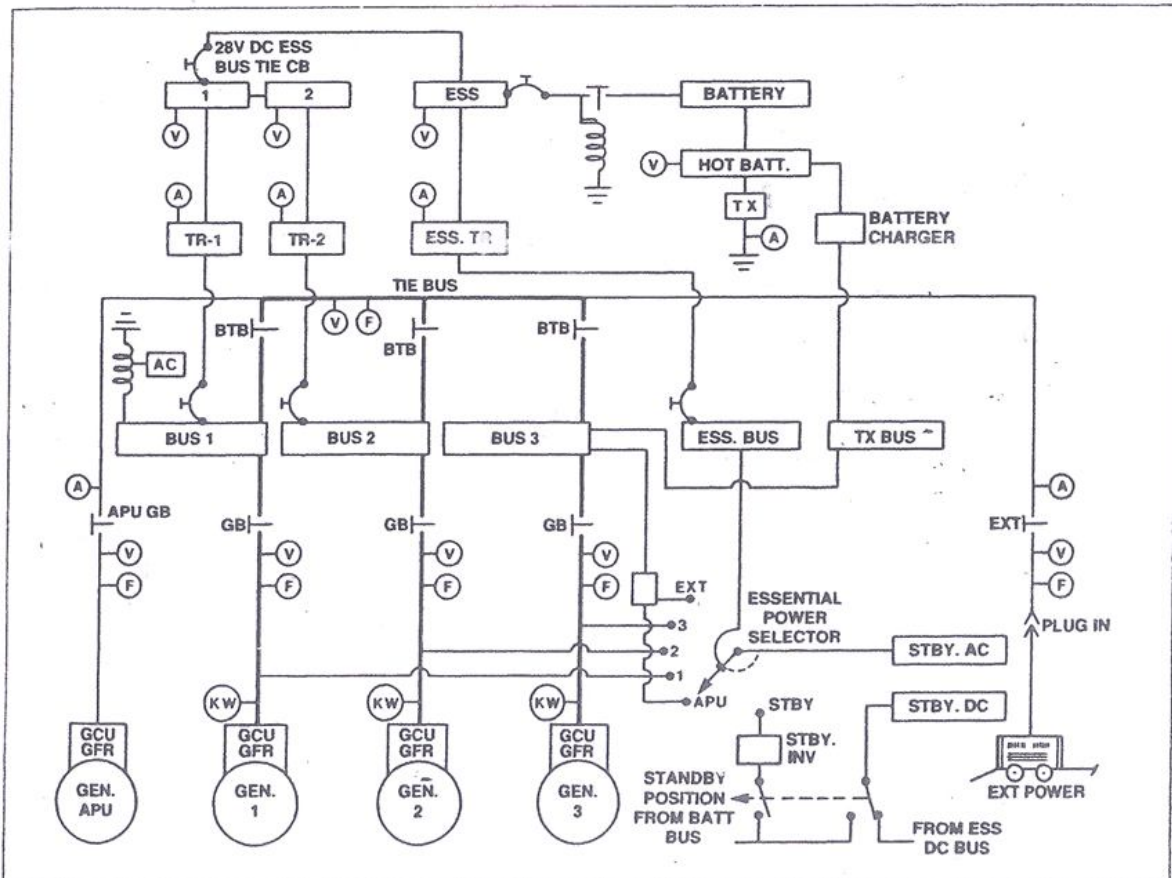 28V DC ESS
BUS TIE CB
1
2
ESS
BATTERY
V
V
V
V
HOT BATT.
A
A
A
TX
A
BATTERY
CHARGER
TR-1
TR-2
ESS. TR
TIE BUS
BTB
V
F
BTB
BTB
AC
BUS 1
BUS 2
BUS 3
ESS. BUS
TX BUS
A
A
APU GB
GB
GB
GB
EXT
V
V
V
V
V
F
F
F
F
F
EXT
ESSENTIAL
POWER
SELECTOR
PLUG IN
3
2
1
STBY. AC
KW
KW
KW
APU
STBY
STBY. DC
GCU
GFR
GCU
GFR
GCU
GFR
GCU
GFR
STBY.
INV
GEN.
APU
GEN.
1
GEN.
2
GEN.
3
STANDBY
POSITION
FROM BATT
BUS
EXT POWER
FROM ESS
DC BUS